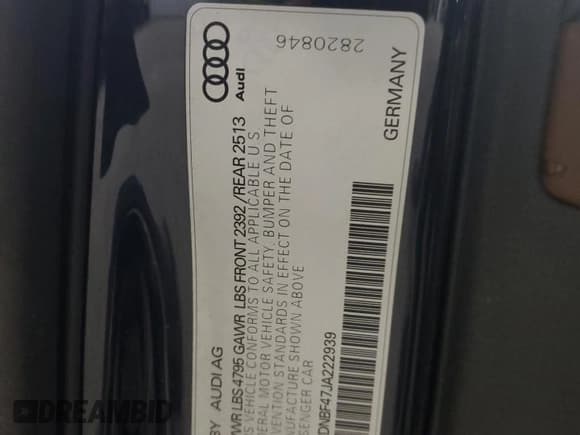 BY AUDI AG
WR LBS 4795 GAWR LBS FRONT 2392 /REAR 2513
S VEHICLE CONFORMS TO ALL APPLICABLE U S
ERAL MOTOR VEHICLE SAFETY, BUMPER AND THEFT
VENTION STANDARDS IN EFFECT ON THE DATE OF
NUFACTURE SHOWN ABOVE
SENGER CAR
DNBF47JA222939
Audi
2820846
GERMANY
DREAMBID